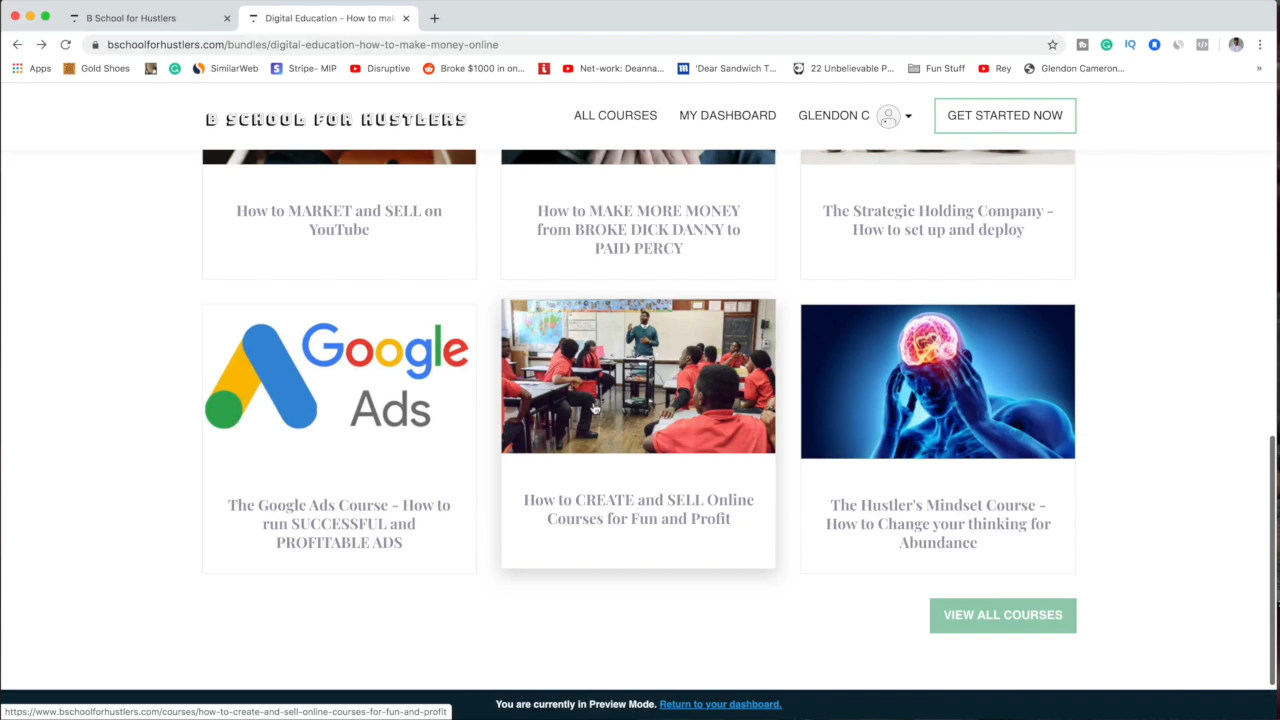 B School for Hustlers
Digital Education - How to mak
bschoolforhustlers.com/bundles/digital-education-how-to-make-money-online
Apps
Gold Shoes
SimilarWeb
Stripe- MIP
Disruptive
Broke $1000 in on...
Net-work: Deanna...
'Dear Sandwich T...
22 Unbelievable P...
Fun Stuff
Rey
Glendon Cameron...
»
B SCHOOL FOR HUSTLERS
ALL COURSES
MY DASHBOARD
GLENDON C
GET STARTED NOW
How to MARKET and SELL on
YouTube
How to MAKE MORE MONEY
from BROKE DICK DANNY to
PAID PERCY
The Strategic Holding Company -
How to set up and deploy
Google
Ads
The Google Ads Course - How to
run SUCCESSFUL and
PROFITABLE ADS
How to CREATE and SELL Online
Courses for Fun and Profit
The Hustler's Mindset Course -
How to Change your thinking for
Abundance
VIEW ALL COURSES
You are currently in Preview Mode. Return to your dashboard.
https://www.bschoolforhustlers.com/courses/how-to-create-and-sell-online-courses-for-fun-and-profit